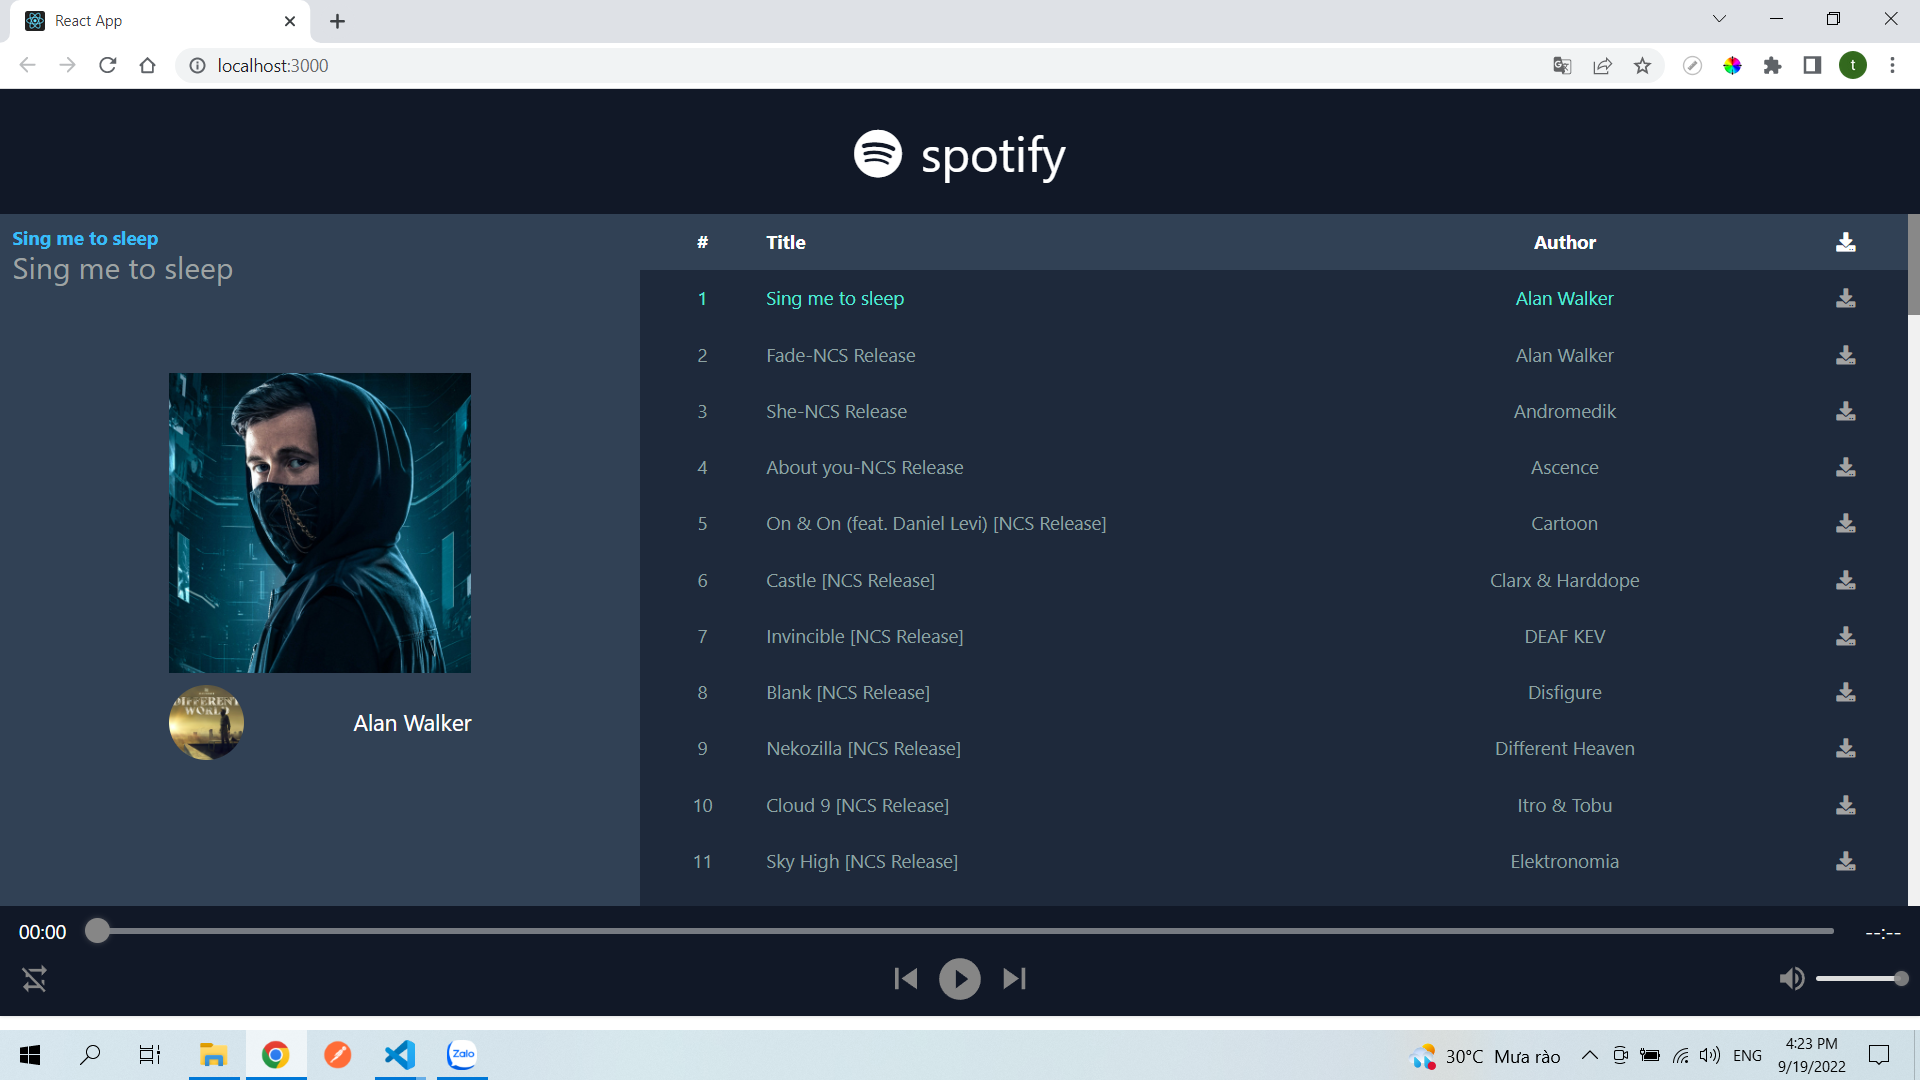 React App
localhost:3000
t
spotify
Sing me to sleep
Sing me to sleep
DIFFERENT
WORLD
Alan Walker
# Title Author
1 Sing me to sleep Alan Walker
2 Fade-NCS Release Alan Walker
3 She-NCS Release Andromedik
4 About you-NCS Release Ascence
5 On & On (feat. Daniel Levi) [NCS Release] Cartoon
6 Castle [NCS Release] Clarx & Harddope
7 Invincible [NCS Release] DEAF KEV
8 Blank [NCS Release] Disfigure
9 Nekozilla [NCS Release] Different Heaven
10 Cloud 9 [NCS Release] Itro & Tobu
11 Sky High [NCS Release] Elektronomia
00:00 --:--
Zalo
30°C Mưa rào
ENG
4:23 PM
9/19/2022